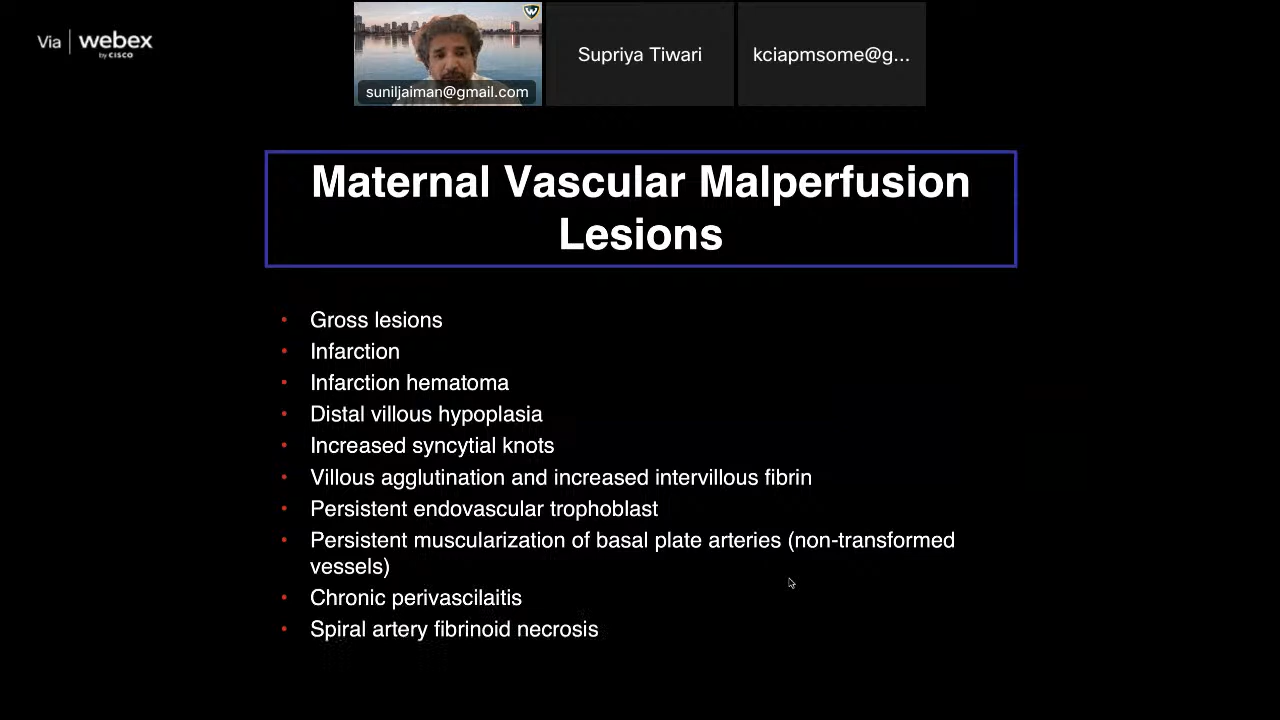 Via | webex
by CISCO
W
suniljaiman@gmail.com
Supriya Tiwari
kciapmsome@g...
Maternal Vascular Malperfusion
Lesions
• Gross lesions
• Infarction
• Infarction hematoma
• Distal villous hypoplasia
• Increased syncytial knots
• Villous agglutination and increased intervillous fibrin
• Persistent endovascular trophoblast
• Persistent muscularization of basal plate arteries (non-transformed
vessels)
• Chronic perivascilaitis
• Spiral artery fibrinoid necrosis